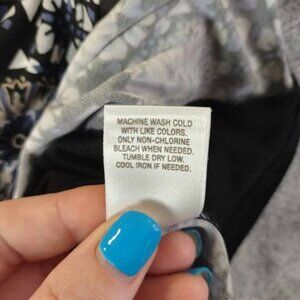 MACHINE WASH COLD
WITH LIKE COLORS.
ONLY NON-CHLORINE
BLEACH WHEN NEEDED.
TUMBLE DRY LOW.
COOL IRON IF NEEDED.